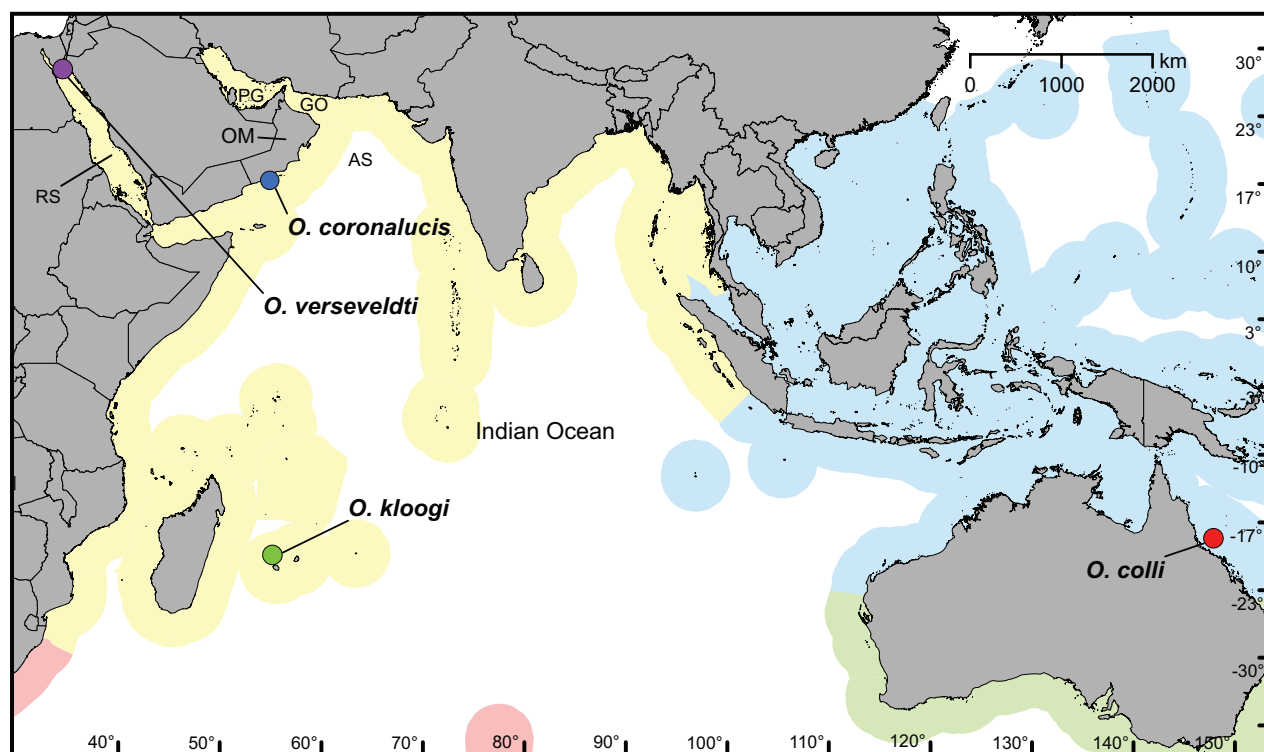 km
0
1000
2000
30°
23°
17°
10°
3°
-3°
-10°
-17°
-23°
-30°
PG
GO
OM
AS
RS
O. coronalucis
O. verseveldti
Indian Ocean
O. kloogi
O. colli
40°
50°
60°
70°
80°
90°
100°
110°
120°
130°
140°
150°